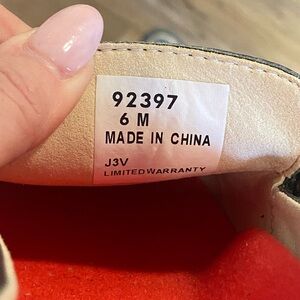 92397
6 M
MADE IN CHINA
J3V
LIMITED WARRANTY